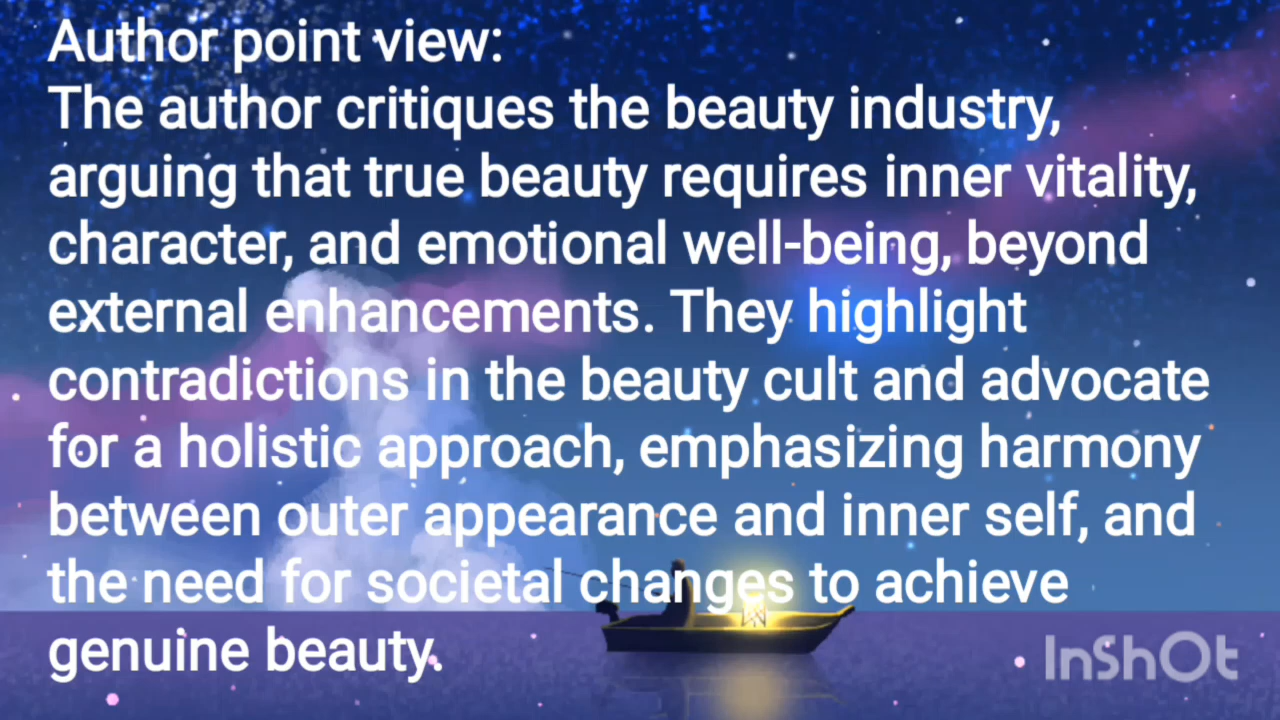 Author point view:
The author critiques the beauty industry,
arguing that true beauty requires inner vitality,
character, and emotional well-being, beyond
external enhancements. They highlight
contradictions in the beauty cult and advocate
for a holistic approach, emphasizing harmony
between outer appearance and inner self, and
the need for societal changes to achieve
genuine beauty.
InShOt